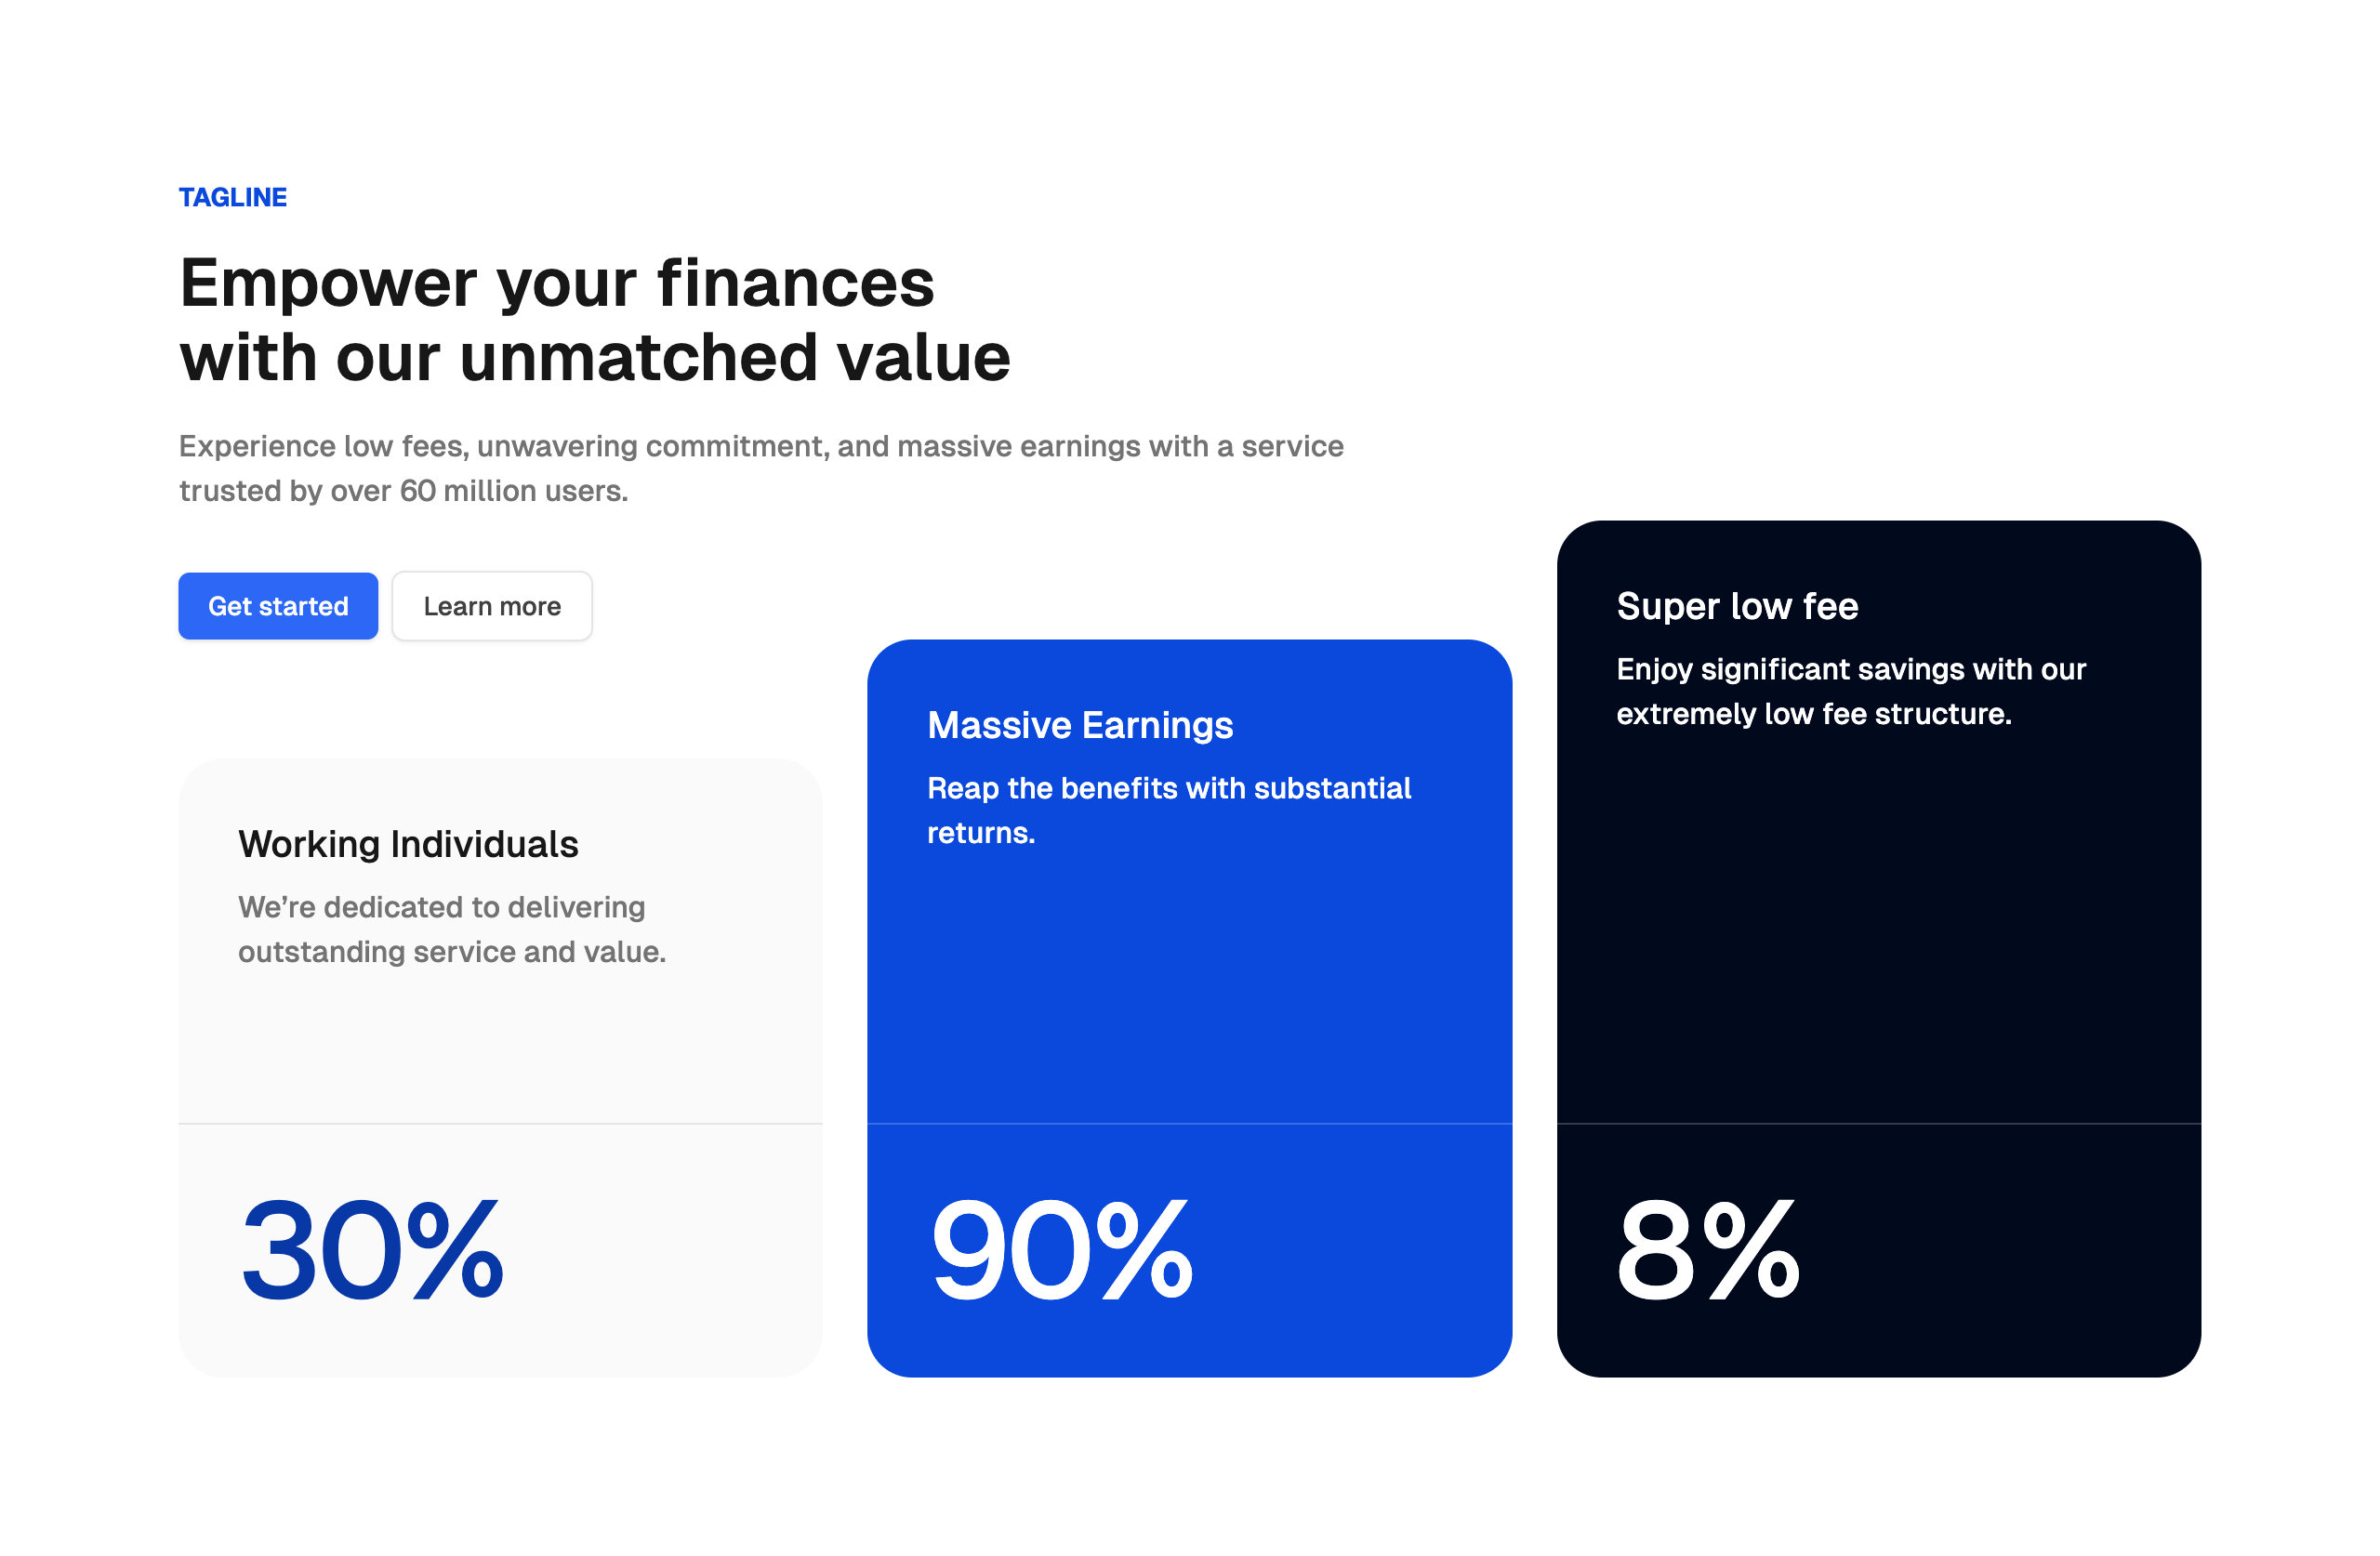 TAGLINE
Empower your finances
with our unmatched value
Experience low fees, unwavering commitment, and massive earnings with a service
trusted by over 60 million users.
Get started
Learn more
Working Individuals
We’re dedicated to delivering
outstanding service and value.
30%
Massive Earnings
Reap the benefits with substantial
returns.
90%
Super low fee
Enjoy significant savings with our
extremely low fee structure.
8%